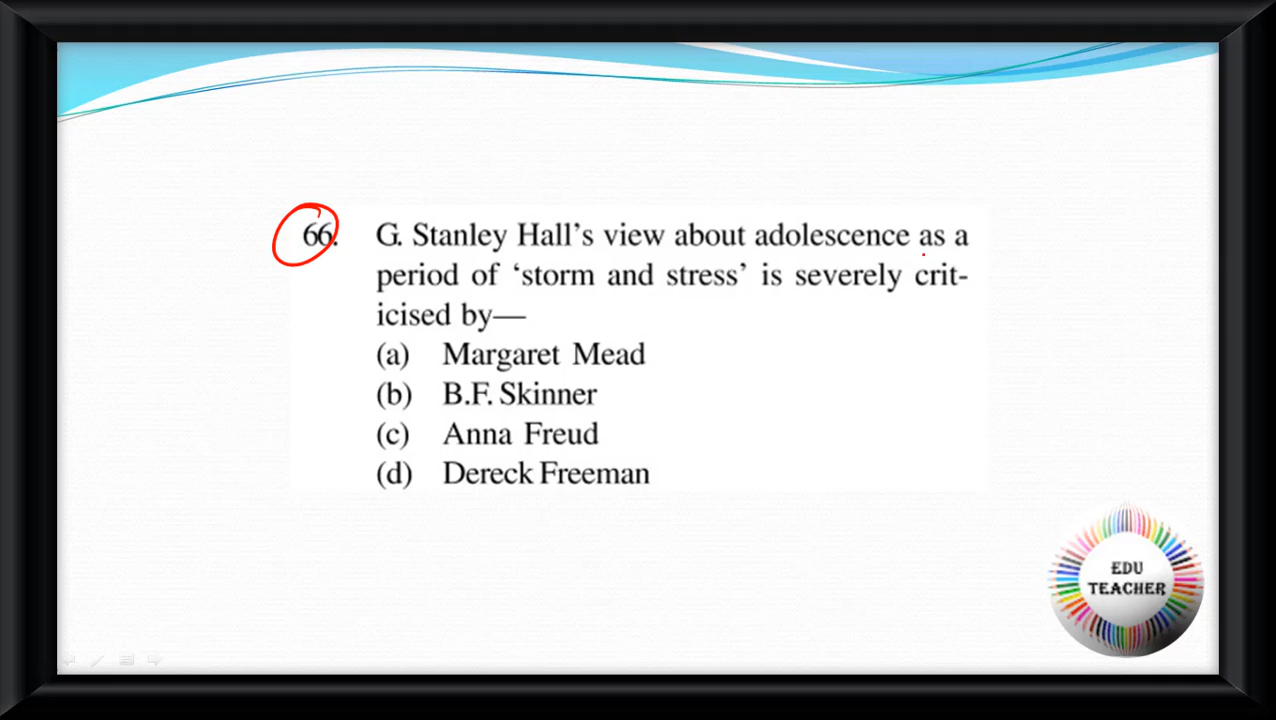 66. G. Stanley Hall's view about adolescence as a
period of ‘storm and stress’ is severely crit-
icised by—
(a) Margaret Mead
(b) B.F. Skinner
(c) Anna Freud
(d) Dereck Freeman
EDU
TEACHER